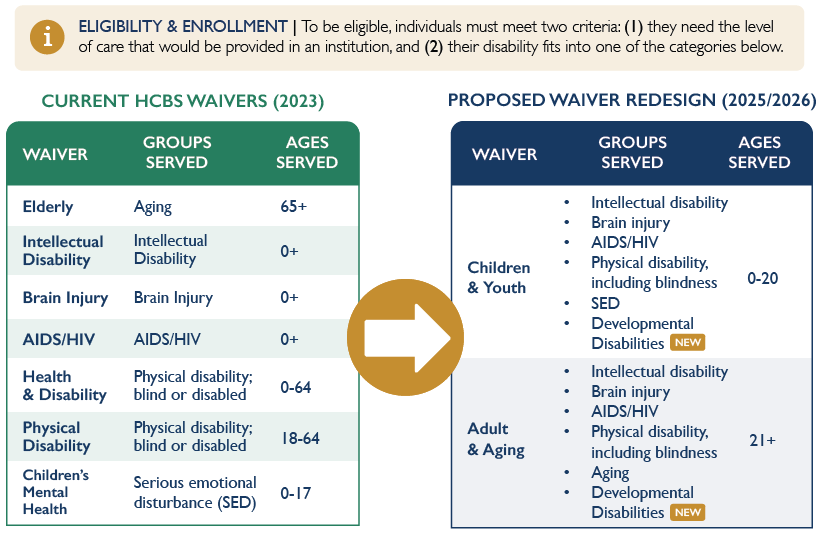 ELIGIBILITY & ENROLLMENT | To be eligible, individuals must meet two criteria: (1) they need the level
of care that would be provided in an institution, and (2) their disability fits into one of the categories below.
CURRENT HCBS WAIVERS (2023)
WAIVER
GROUPS
SERVED
AGES
SERVED
Elderly
Aging
65+
Intellectual
Disability
Intellectual
Disability
0+
Brain Injury
Brain Injury
0+
AIDS/HIV
AIDS/HIV
0+
Health
& Disability
Physical disability;
blind or disabled
0-64
Physical
Disability
Physical disability;
blind or disabled
18-64
Children's
Mental
Health
Serious emotional
disturbance (SED)
0-17
PROPOSED WAIVER REDESIGN (2025/2026)
WAIVER
GROUPS
SERVED
AGES
SERVED
Children
& Youth
• Intellectual disability
• Brain injury
• AIDS/HIV
• Physical disability,
including blindness
• SED
• Developmental
Disabilities NEW
0-20
Adult
& Aging
• Intellectual disability
• Brain injury
• AIDS/HIV
• Physical disability,
including blindness
• Aging
• Developmental
Disabilities NEW
21+